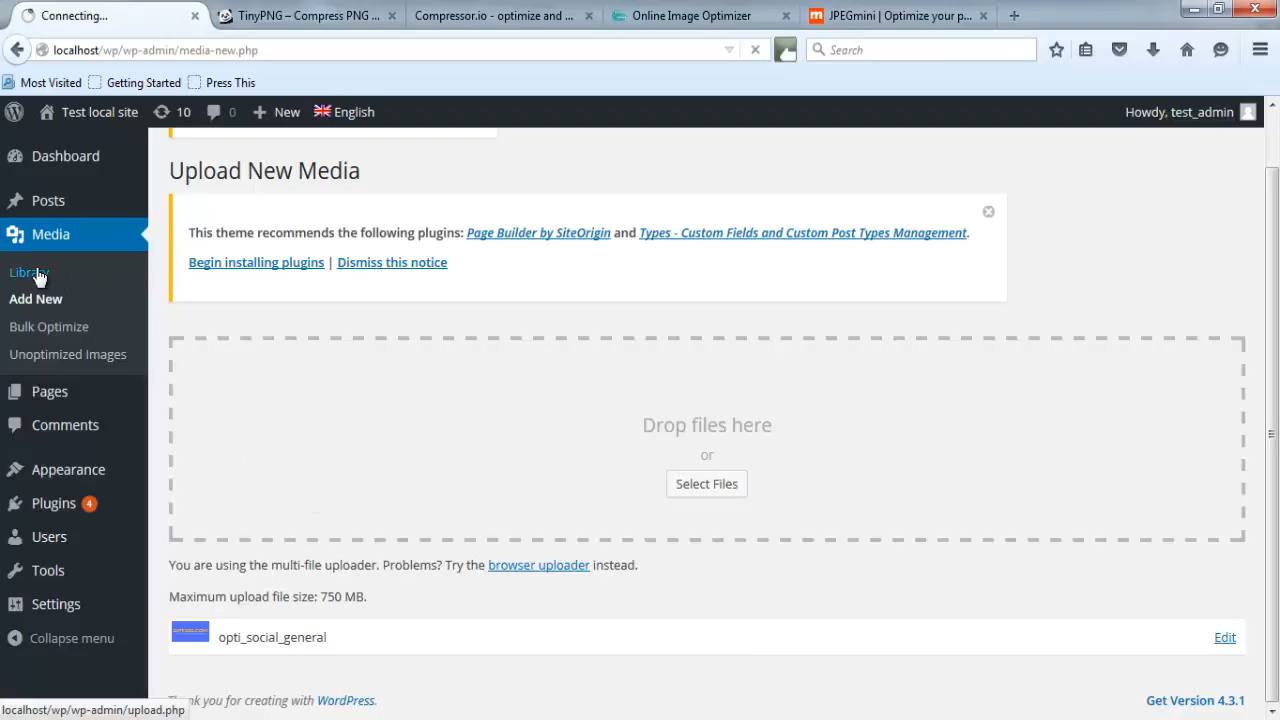 Connecting...
TinyPNG – Compress PNG ...
Compressor.io - optimize and ...
Online Image Optimizer
JPEGmini | Optimize your p...
localhost/wp/wp-admin/media-new.php
Search
Most Visited
Getting Started
Press This
Test local site
10
0
New
English
Howdy, test_admin
Dashboard
Posts
Media
Library
Add New
Bulk Optimize
Unoptimized Images
Pages
Comments
Appearance
Plugins 4
Users
Tools
Settings
Collapse menu
Upload New Media
This theme recommends the following plugins: Page Builder by SiteOrigin and Types - Custom Fields and Custom Post Types Management.
Begin installing plugins | Dismiss this notice
Drop files here
or
Select Files
You are using the multi-file uploader. Problems? Try the browser uploader instead.
Maximum upload file size: 750 MB.
opti_social_general
Edit
Thank you for creating with WordPress.
Get Version 4.3.1
localhost/wp/wp-admin/upload.php